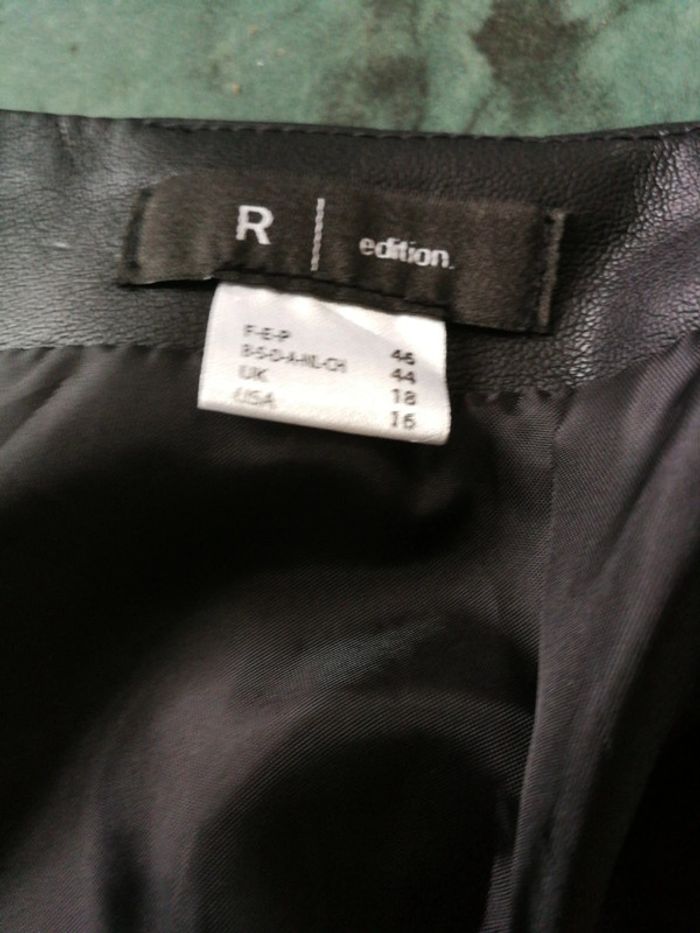 R | edition.
F-E-P 46
B-S-D-A-NL-CH 44
UK 18
USA 16